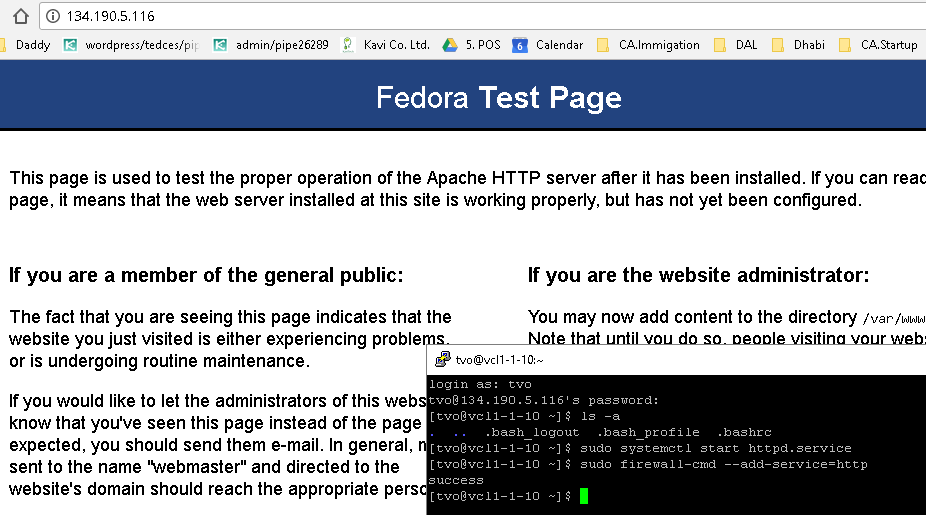 134.190.5.116
Daddy wordpress/tedces/pip admin/pipe26289 Kavi Co. Ltd. 5. POS 6 Calendar CA.Immigation DAL Dhabi CA.Startup
Fedora Test Page
This page is used to test the proper operation of the Apache HTTP server after it has been installed. If you can read
page, it means that the web server installed at this site is working properly, but has not yet been configured.
If you are a member of the general public:
The fact that you are seeing this page indicates that the
website you just visited is either experiencing problems,
or is undergoing routine maintenance.
If you would like to let the administrators of this webs
know that you've seen this page instead of the page
expected, you should send them e-mail. In general, m
sent to the name "webmaster" and directed to the
website's domain should reach the appropriate perso
If you are the website administrator:
You may now add content to the directory /var/www
Note that until you do so, people visiting your webs
tvo@vcl1-1-10:~
login as: tvo
tvo@134.190.5.116's password:
[tvo@vcl1-1-10 ~]$ ls -a
. .. .bash_logout .bash_profile .bashrc
[tvo@vcl1-1-10 ~]$ sudo systemctl start httpd.service
[tvo@vcl1-1-10 ~]$ sudo firewall-cmd --add-service=http
success
[tvo@vcl1-1-10 ~]$